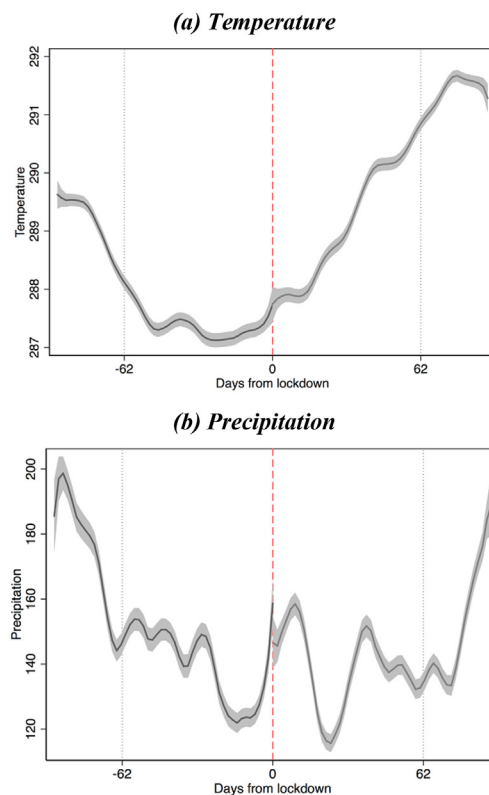 (a) Temperature
292
291
290
289
288
287
Temperature
-62 0 62
Days from lockdown
(b) Precipitation
200
180
160
140
120
Precipitation
-62 0 62
Days from lockdown